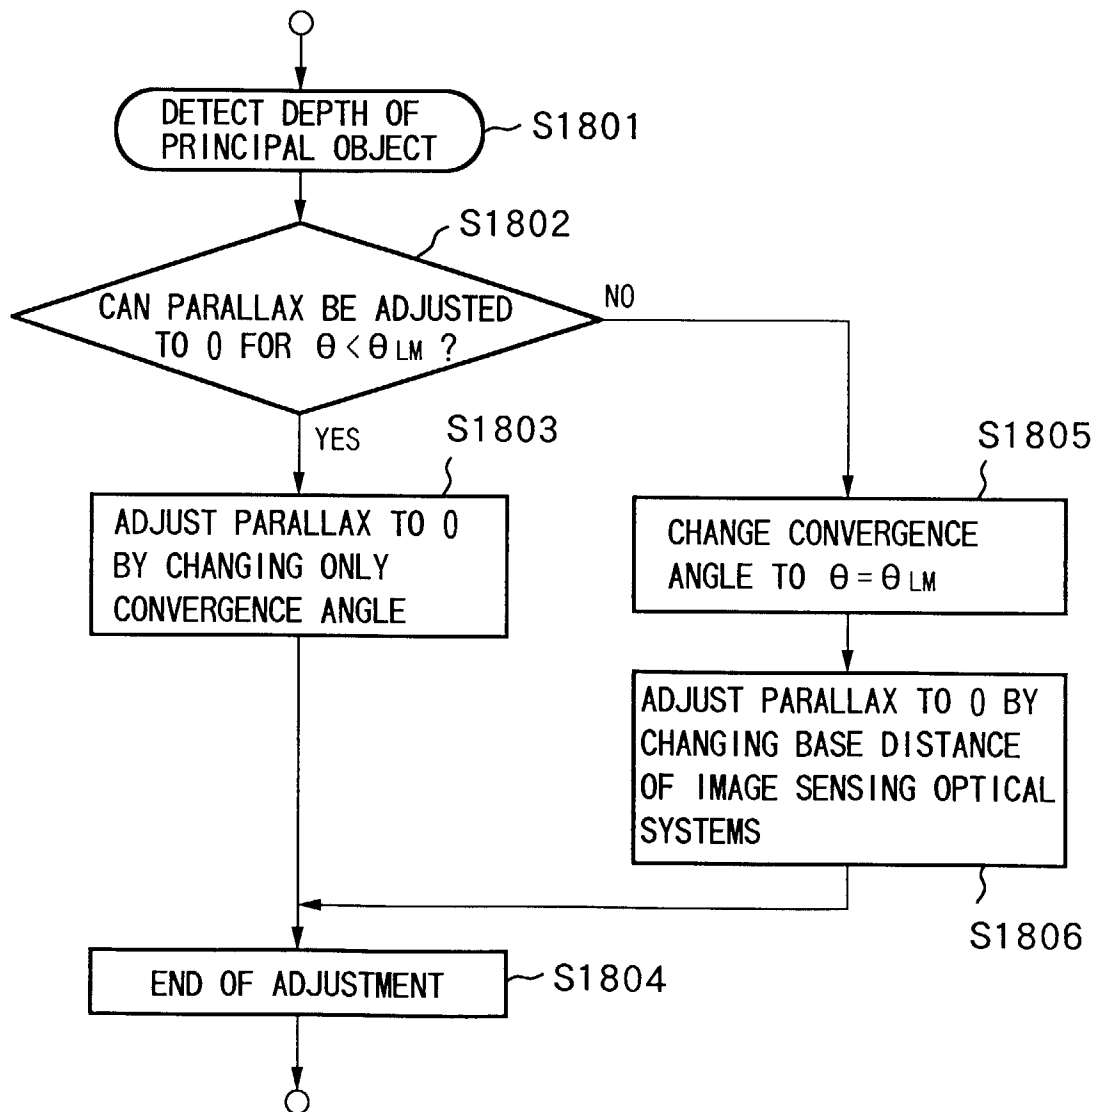 DETECT DEPTH OF
PRINCIPAL OBJECT
S1801
S1802
CAN PARALLAX BE ADJUSTED
TO 0 FOR θ < θLM ?
NO
YES
S1803
ADJUST PARALLAX TO 0
BY CHANGING ONLY
CONVERGENCE ANGLE
S1805
CHANGE CONVERGENCE
ANGLE TO θ = θLM
ADJUST PARALLAX TO 0 BY
CHANGING BASE DISTANCE
OF IMAGE SENSING OPTICAL
SYSTEMS
S1806
END OF ADJUSTMENT
S1804